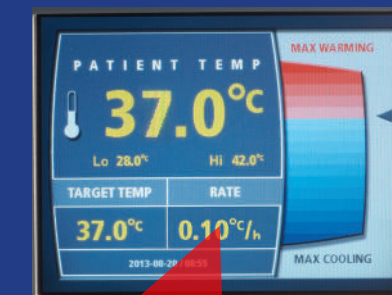 MAX WARMING
PATIENT TEMP
37.0°C
Lo 28.0°C Hi 42.0°C
TARGET TEMP RATE
37.0°C 0.10°C/h
MAX COOLING